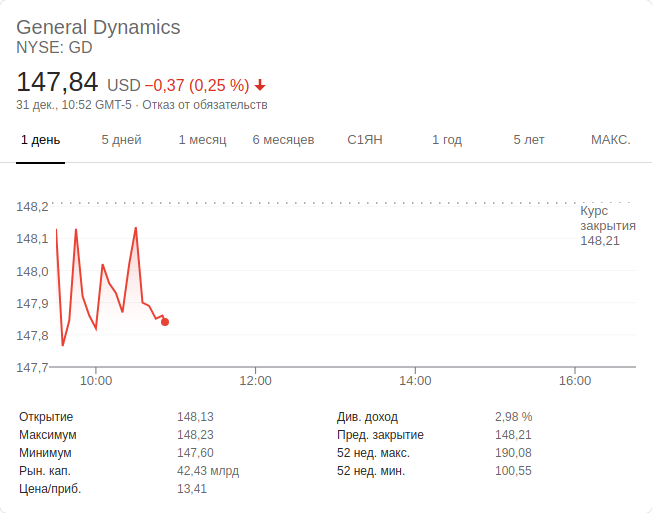 General Dynamics
NYSE: GD
147,84 USD −0,37 (0,25 %)
31 дек., 10:52 GMT-5 · Отказ от обязательств
1 день 5 дней 1 месяц 6 месяцев С1ЯН 1 год 5 лет МАКС.
148,2
148,1
148,0
147,9
147,8
147,7
Курс
закрытия
148,21
10:00 12:00 14:00 16:00
Открытие 148,13 Див. доход 2,98 %
Максимум 148,23 Пред. закрытие 148,21
Минимум 147,60 52 нед. макс. 190,08
Рын. кап. 42,43 млрд 52 нед. мин. 100,55
Цена/приб. 13,41